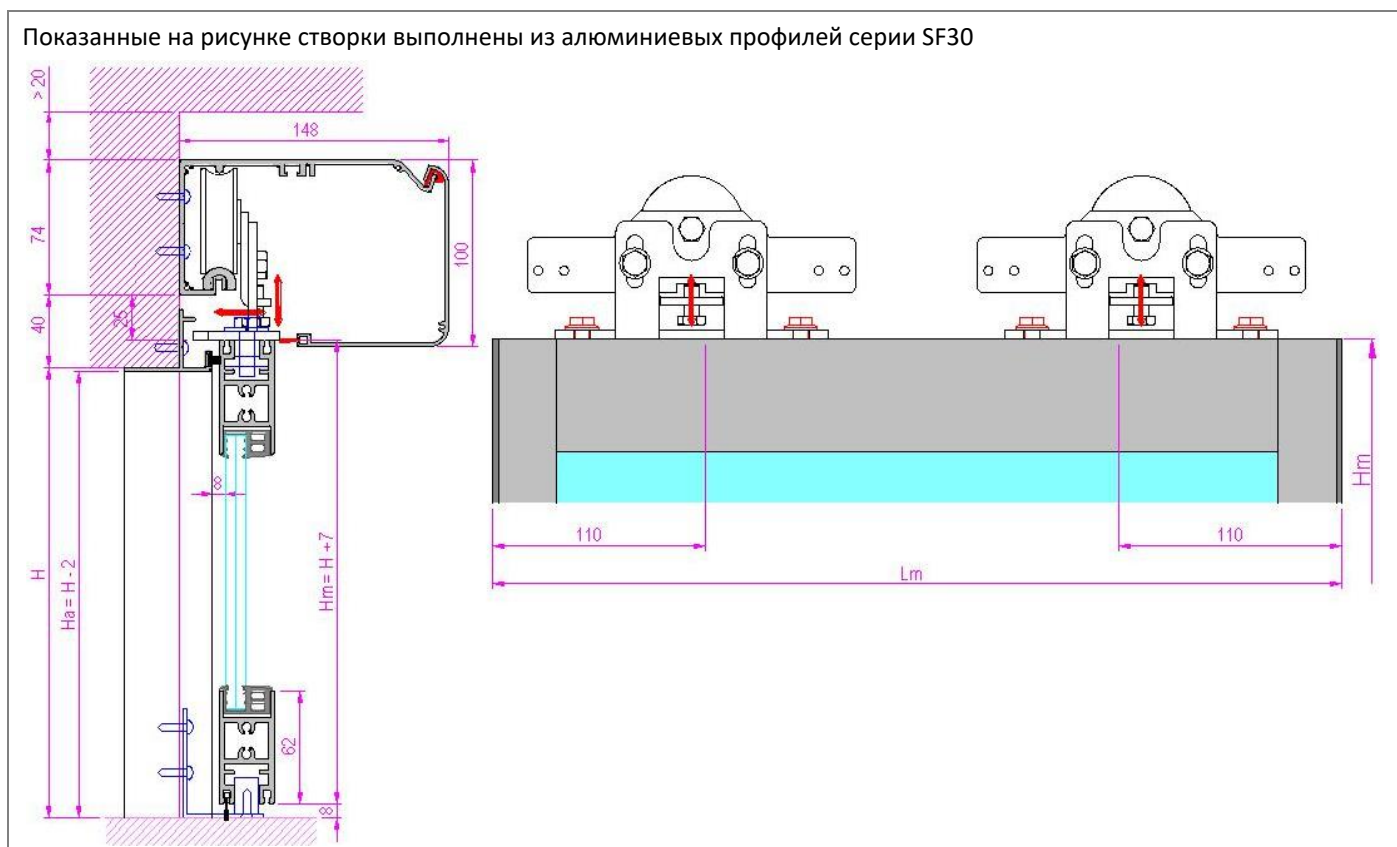 Показанные на рисунке створки выполнены из алюминиевых профилей серии SF30
> 20
148
74
100
40
25
8
H
Ha = H - 2
Hm = H +7
62
8
110
110
Lm
Hm